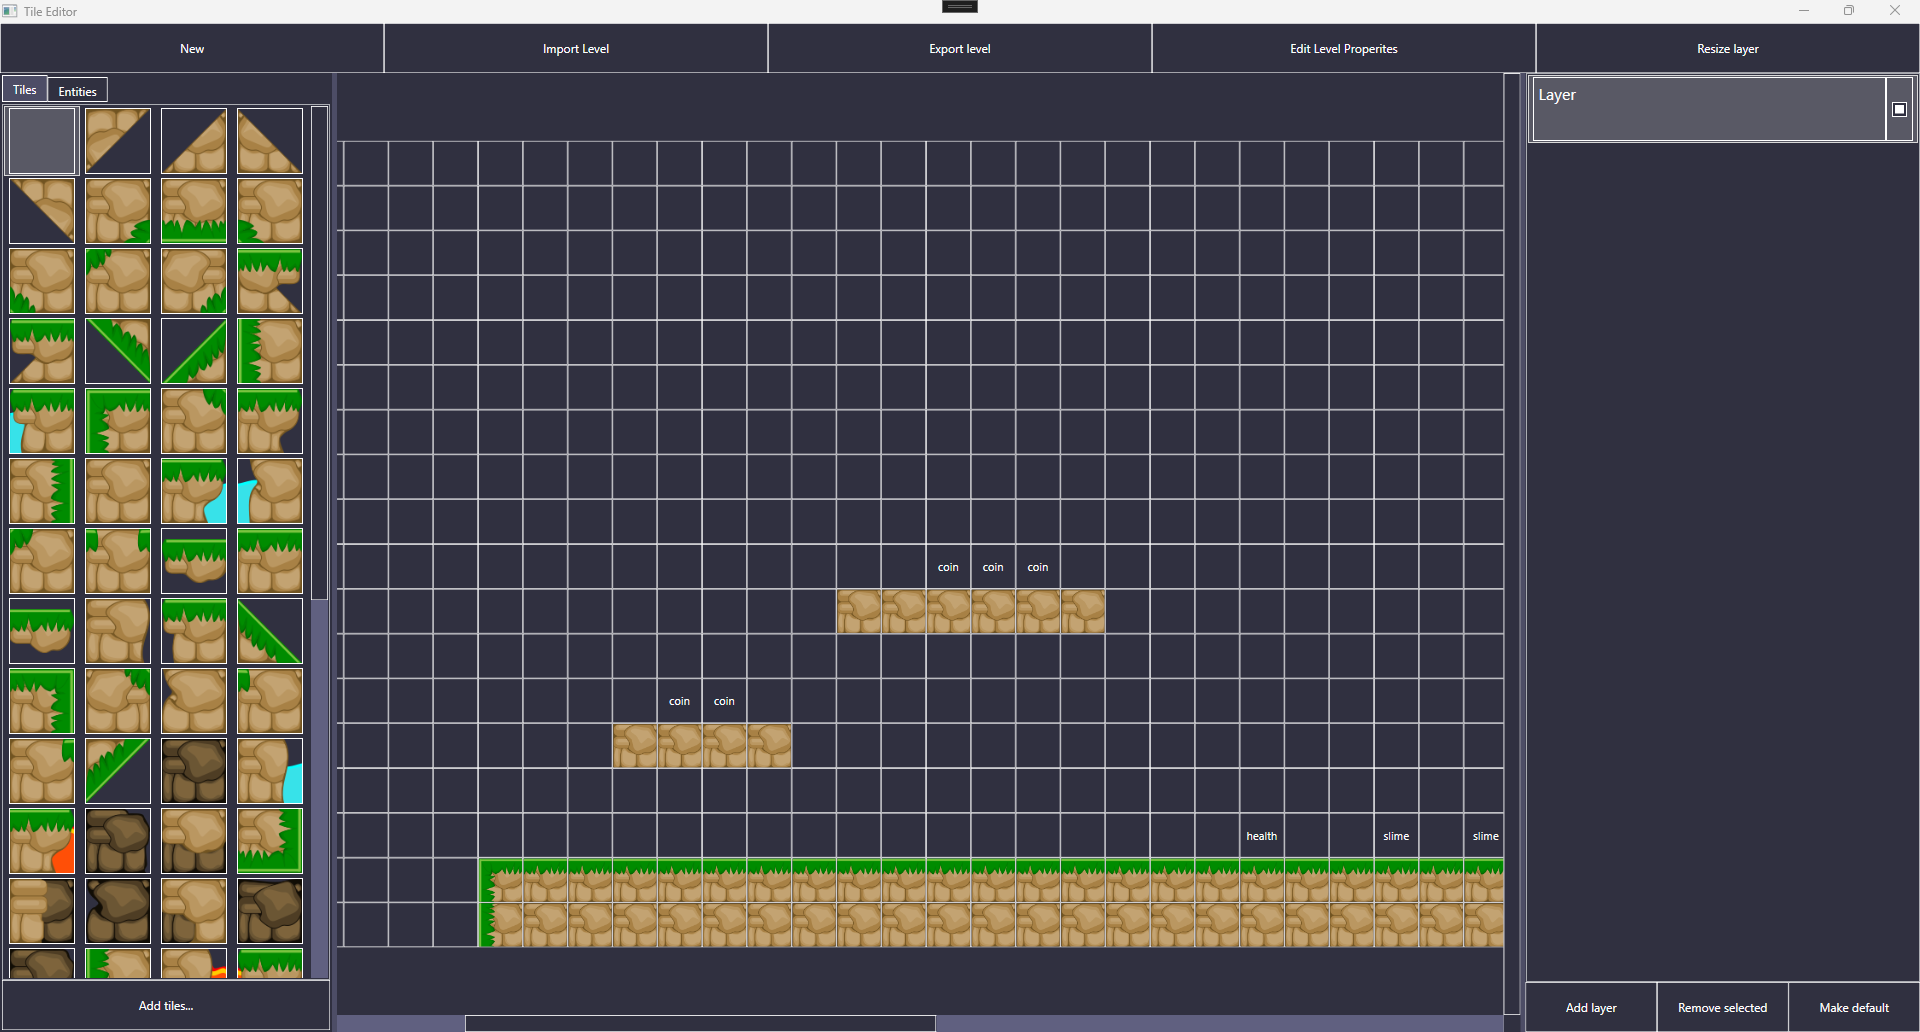 Tile Editor
New
Import Level
Export level
Edit Level Properites
Resize layer
Tiles
Entities
Layer
coin
coin
coin
coin
coin
health
slime
slime
Add tiles...
Add layer
Remove selected
Make default